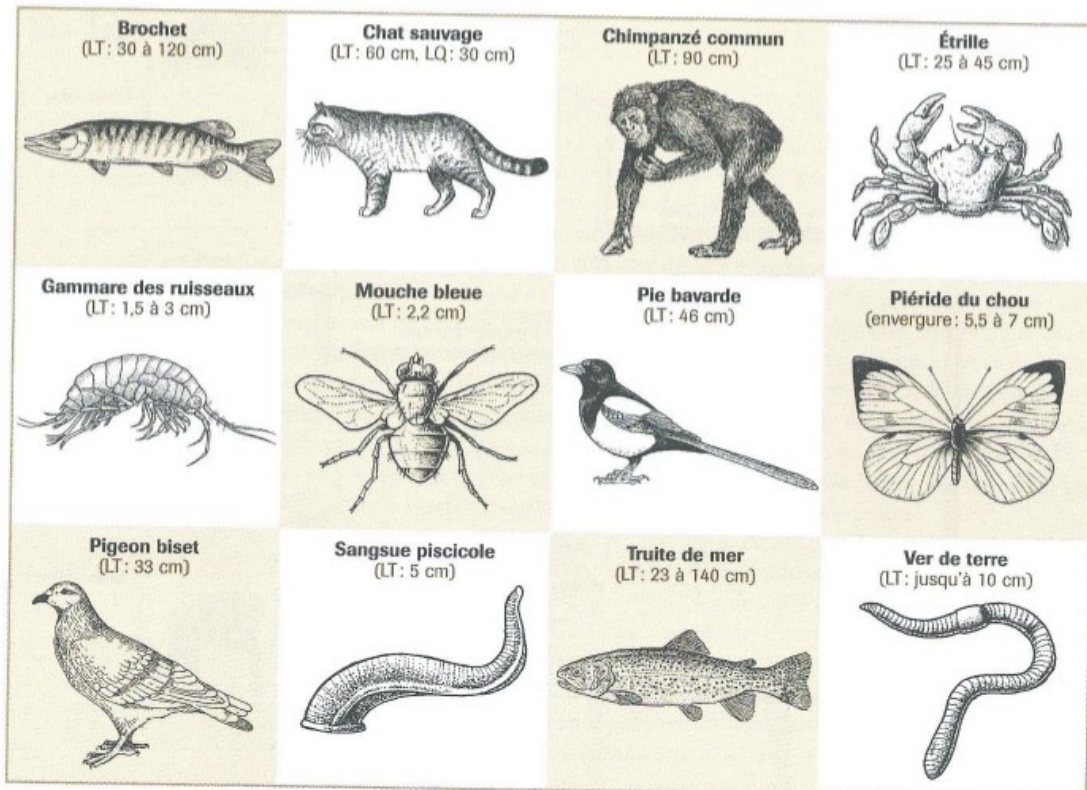 Brochet
(LT: 30 à 120 cm)
Chat sauvage
(LT: 60 cm, LQ: 30 cm)
Chimpanzé commun
(LT: 90 cm)
Étrille
(LT: 25 à 45 cm)
Gammare des ruisseaux
(LT: 1,5 à 3 cm)
Mouche bleue
(LT: 2,2 cm)
Pie bavarde
(LT: 46 cm)
Piéride du chou
(envergure: 5,5 à 7 cm)
Pigeon biset
(LT: 33 cm)
Sangsue piscicole
(LT: 5 cm)
Truite de mer
(LT: 23 à 140 cm)
Ver de terre
(LT: jusqu'à 10 cm)